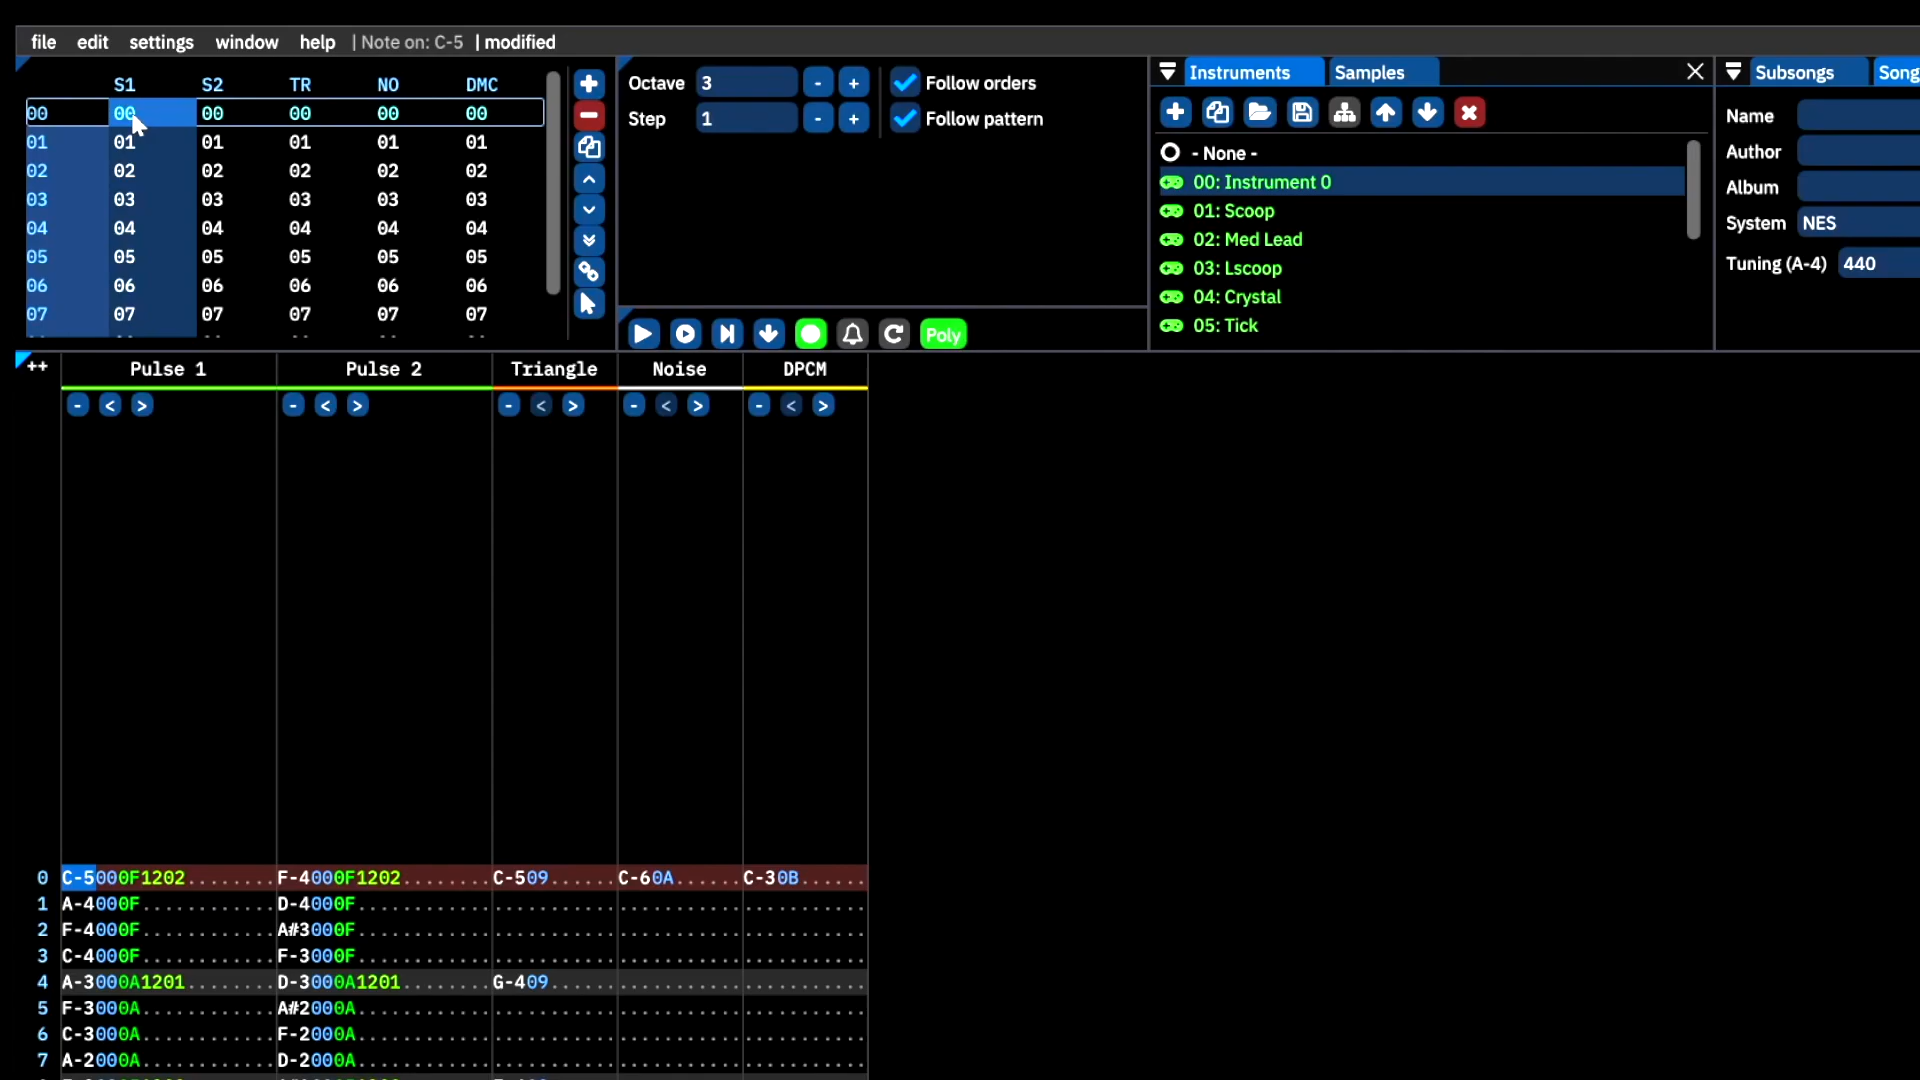 file edit settings window help | Note on: C-5 | modified
S1 S2 TR NO DMC
00 00 00 00 00 00
01 01 01 01 01 01
02 02 02 02 02 02
03 03 03 03 03 03
04 04 04 04 04 04
05 05 05 05 05 05
06 06 06 06 06 06
07 07 07 07 07 07
Octave 3 - + Follow orders
Step 1 - + Follow pattern
Poly
Instruments Samples
- None -
00: Instrument 0
01: Scoop
02: Med Lead
03: Lscoop
04: Crystal
05: Tick
Subsongs Song
Name
Author
Album
System NES
Tuning (A-4) 440
++ Pulse 1 Pulse 2 Triangle Noise DPCM
- < > - < > - < > - < > - < >
0 C-5000F1202........ F-4000F1202........ C-509...... C-60A...... C-30B......
1 A-4000F............ D-4000F............ ........... ........... ...........
2 F-4000F............ A#3000F............ ........... ........... ...........
3 C-4000F............ F-3000F............ ........... ........... ...........
4 A-3000A1201........ D-3000A1201........ G-409...... ........... ...........
5 F-3000A............ A#2000A............ ........... ........... ...........
6 C-3000A............ F-2000A............ ........... ........... ...........
7 A-2000A............ D-2000A............ ........... ........... ...........